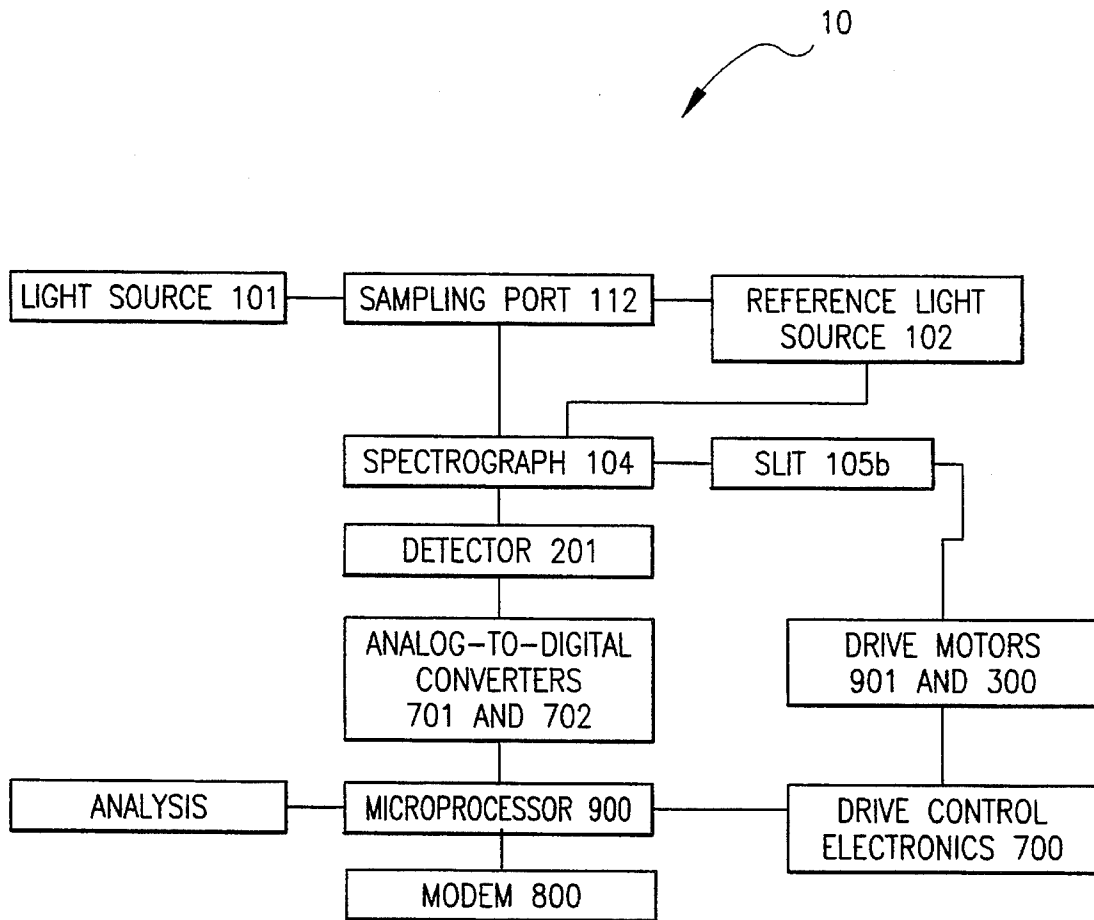 10
LIGHT SOURCE 101
SAMPLING PORT 112
REFERENCE LIGHT
SOURCE 102
SPECTROGRAPH 104
SLIT 105b
DETECTOR 201
ANALOG-TO-DIGITAL
CONVERTERS
701 AND 702
DRIVE MOTORS
901 AND 300
ANALYSIS
MICROPROCESSOR 900
DRIVE CONTROL
ELECTRONICS 700
MODEM 800